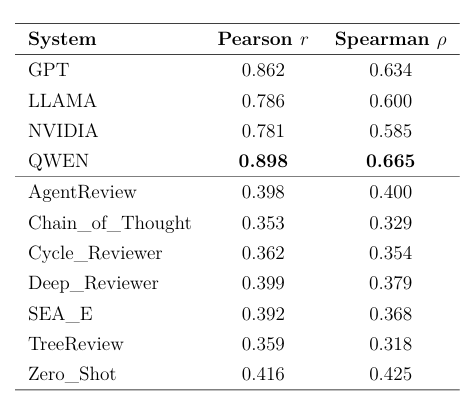 System Pearson r Spearman ρ
GPT 0.862 0.634
LLAMA 0.786 0.600
NVIDIA 0.781 0.585
QWEN 0.898 0.665
AgentReview 0.398 0.400
Chain_of_Thought 0.353 0.329
Cycle_Reviewer 0.362 0.354
Deep_Reviewer 0.399 0.379
SEA_E 0.392 0.368
TreeReview 0.359 0.318
Zero_Shot 0.416 0.425